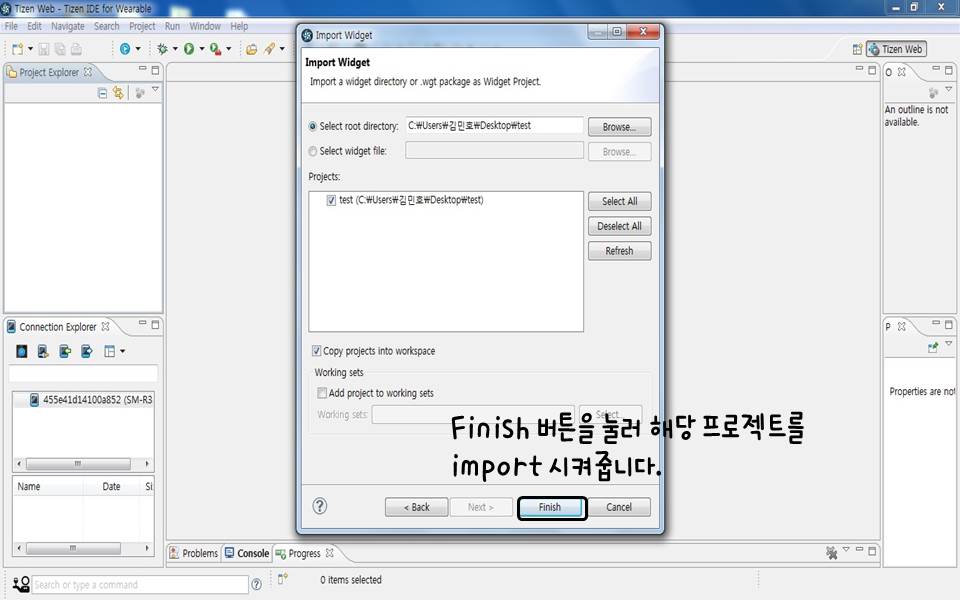 Tizen Web - Tizen IDE for Wearable
File Edit Navigate Search Project Run Window Help
Tizen Web
Project Explorer
Import Widget
Import Widget
Import a widget directory or .wgt package as Widget Project.
Select root directory: C:₩Users₩김민호₩Desktop₩test Browse...
Select widget file: Browse...
Projects:
test (C:₩Users₩김민호₩Desktop₩test)
Select All
Deselect All
Refresh
Copy projects into workspace
Working sets
Add project to working sets
Working sets: Select...
Finish 버튼을 눌러 해당 프로젝트를
import 시켜줍니다.
< Back Next > Finish Cancel
O
An outline is not
available.
Connection Explorer
455e41d14100a852 (SM-R3
Name Date Si
P
Properties are not
Problems Console Progress
Search or type a command
0 items selected